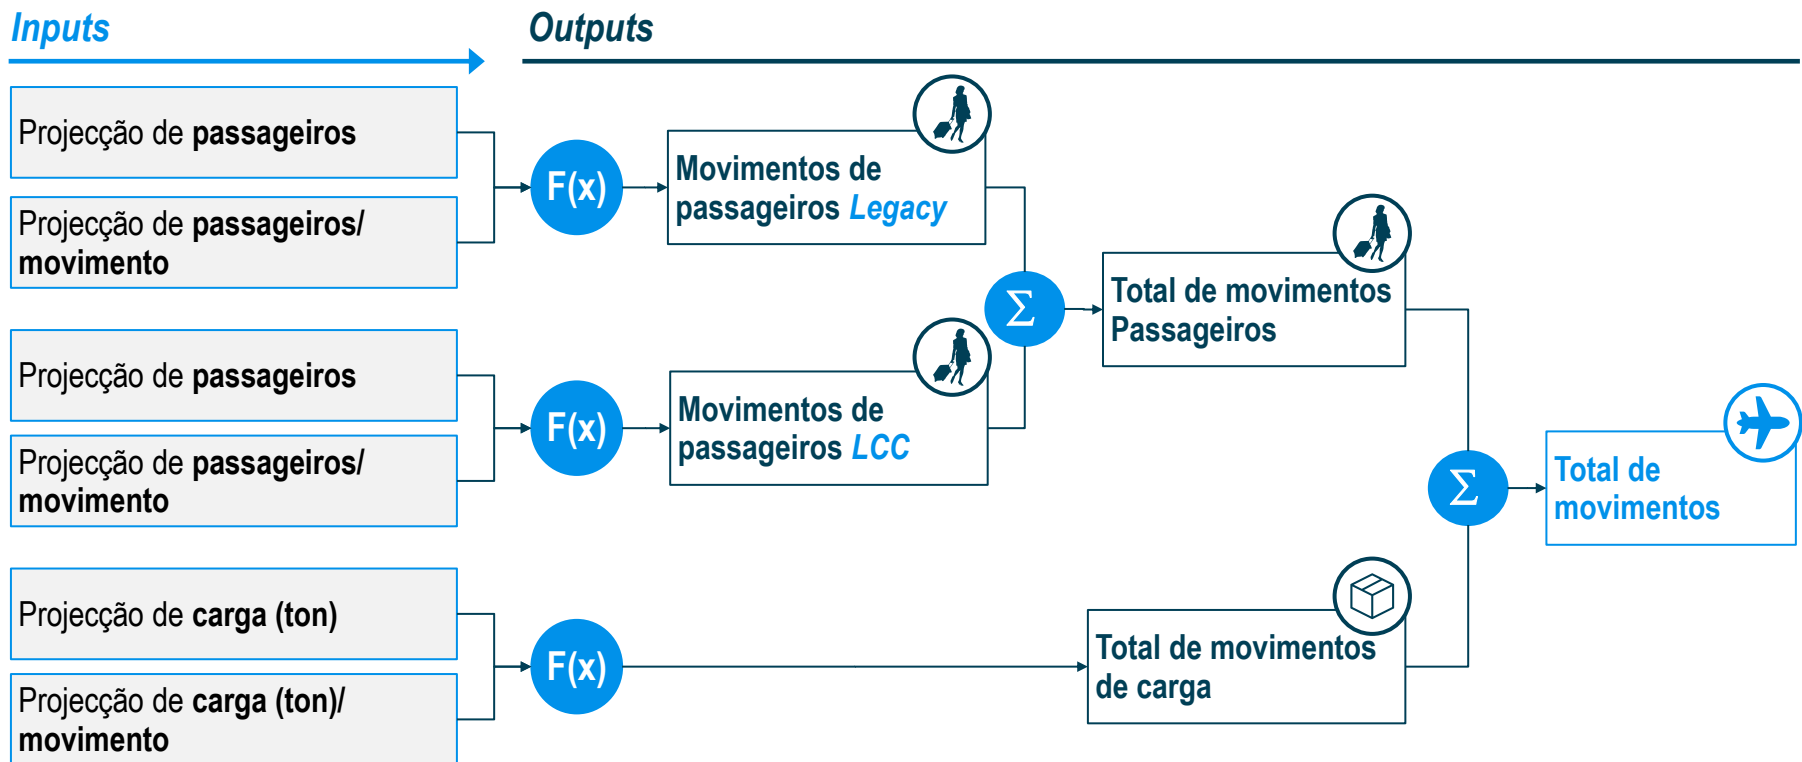 Inputs
Outputs
Projecção de passageiros
Projecção de passageiros/
movimento
F(x)
Movimentos de
passageiros Legacy
Projecção de passageiros
Projecção de passageiros/
movimento
F(x)
Movimentos de
passageiros LCC
Σ
Total de movimentos
Passageiros
Projecção de carga (ton)
Projecção de carga (ton)/
movimento
F(x)
Total de movimentos
de carga
Σ
Total de
movimentos